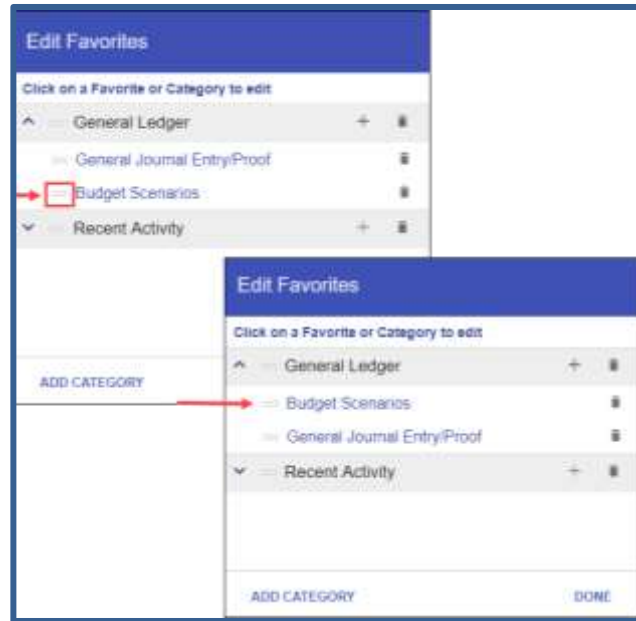 Edit Favorites
Click on a Favorite or Category to edit
General Ledger
General Journal Entry/Proof
Budget Scenarios
Recent Activity
ADD CATEGORY
Edit Favorites
Click on a Favorite or Category to edit
General Ledger
Budget Scenarios
General Journal Entry/Proof
Recent Activity
ADD CATEGORY DONE